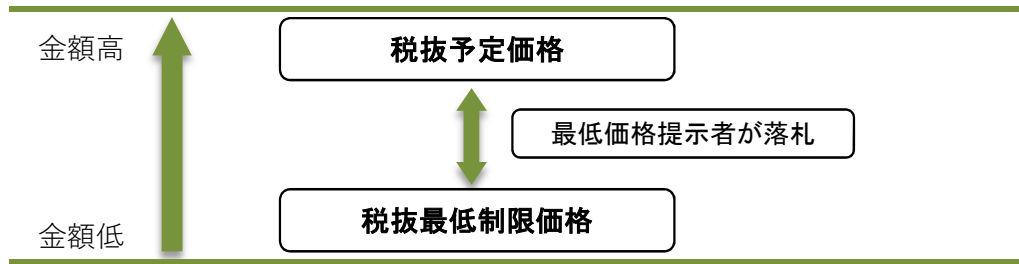 金額高
税抜予定価格
最低価格提示者が落札
税抜最低制限価格
金額低